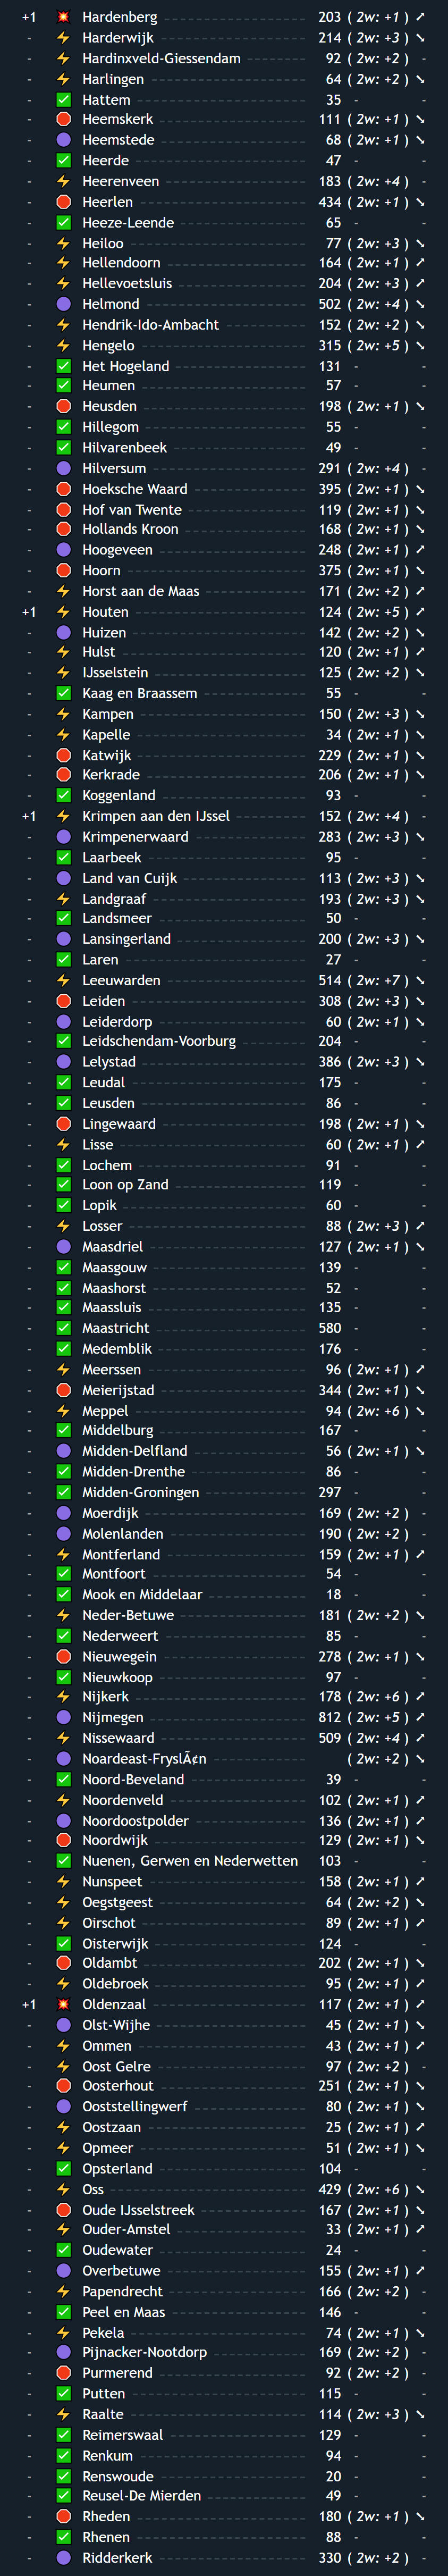 +1 💥 Hardenberg 203 ( 2w: +1 ) ➚
- ⚡ Harderwijk 214 ( 2w: +3 ) ➘
- ⚡ Hardinxveld-Giessendam 92 ( 2w: +2 ) -
- ⚡ Harlingen 64 ( 2w: +2 ) ➘
- ✅ Hattem 35 - -
- 🛑 Heemskerk 111 ( 2w: +1 ) ➘
- 🟣 Heemstede 68 ( 2w: +1 ) ➘
- ✅ Heerde 47 - -
- ⚡ Heerenveen 183 ( 2w: +4 ) -
- 🛑 Heerlen 434 ( 2w: +1 ) ➘
- ✅ Heeze-Leende 65 - -
- ⚡ Heiloo 77 ( 2w: +3 ) ➘
- ⚡ Hellendoorn 164 ( 2w: +1 ) ➚
- ⚡ Hellevoetsluis 204 ( 2w: +3 ) ➚
- 🟣 Helmond 502 ( 2w: +4 ) ➘
- ⚡ Hendrik-Ido-Ambacht 152 ( 2w: +2 ) ➘
- ⚡ Hengelo 315 ( 2w: +5 ) ➘
- ✅ Het Hogeland 131 - -
- ✅ Heumen 57 - -
- 🛑 Heusden 198 ( 2w: +1 ) ➘
- ✅ Hillegom 55 - -
- ✅ Hilvarenbeek 49 - -
- 🟣 Hilversum 291 ( 2w: +4 ) -
- 🛑 Hoeksche Waard 395 ( 2w: +1 ) ➘
- 🛑 Hof van Twente 119 ( 2w: +1 ) ➘
- 🛑 Hollands Kroon 168 ( 2w: +1 ) ➘
- 🟣 Hoogeveen 248 ( 2w: +1 ) ➚
- 🛑 Hoorn 375 ( 2w: +1 ) ➘
- ⚡ Horst aan de Maas 171 ( 2w: +2 ) ➚
+1 ⚡ Houten 124 ( 2w: +5 ) ➚
- 🟣 Huizen 142 ( 2w: +2 ) ➘
- ⚡ Hulst 120 ( 2w: +1 ) ➚
- ⚡ IJsselstein 125 ( 2w: +2 ) ➘
- ✅ Kaag en Braassem 55 - -
- ⚡ Kampen 150 ( 2w: +3 ) ➘
- ⚡ Kapelle 34 ( 2w: +1 ) ➘
- 🛑 Katwijk 229 ( 2w: +1 ) ➘
- 🛑 Kerkrade 206 ( 2w: +1 ) ➘
- ✅ Koggenland 93 - -
+1 ⚡ Krimpen aan den IJssel 152 ( 2w: +4 ) -
- 🟣 Krimpenerwaard 283 ( 2w: +3 ) ➘
- ✅ Laarbeek 95 - -
- 🟣 Land van Cuijk 113 ( 2w: +3 ) ➘
- ⚡ Landgraaf 193 ( 2w: +3 ) ➘
- ✅ Landsmeer 50 - -
- 🟣 Lansingerland 200 ( 2w: +3 ) ➘
- ✅ Laren 27 - -
- ⚡ Leeuwarden 514 ( 2w: +7 ) ➘
- 🛑 Leiden 308 ( 2w: +3 ) ➘
- 🟣 Leiderdorp 60 ( 2w: +1 ) ➘
- ✅ Leidschendam-Voorburg 204 - -
- 🟣 Lelystad 386 ( 2w: +3 ) ➘
- ✅ Leudal 175 - -
- ✅ Leusden 86 - -
- 🛑 Lingewaard 198 ( 2w: +1 ) ➘
- ⚡ Lisse 60 ( 2w: +1 ) ➚
- ✅ Lochem 91 - -
- ✅ Loon op Zand 119 - -
- ✅ Lopik 60 - -
- ⚡ Losser 88 ( 2w: +3 ) ➚
- 🟣 Maasdriel 127 ( 2w: +1 ) ➘
- ✅ Maasgouw 139 - -
- ✅ Maashorst 52 - -
- ✅ Maassluis 135 - -
- ✅ Maastricht 580 - -
- ✅ Medemblik 176 - -
- ⚡ Meerssen 96 ( 2w: +1 ) ➚
- 🛑 Meierijstad 344 ( 2w: +1 ) ➘
- ⚡ Meppel 94 ( 2w: +6 ) ➘
- ✅ Middelburg 167 - -
- 🟣 Midden-Delfland 56 ( 2w: +1 ) ➘
- ✅ Midden-Drenthe 86 - -
- ✅ Midden-Groningen 297 - -
- 🟣 Moerdijk 169 ( 2w: +2 ) -
- 🟣 Molenlanden 190 ( 2w: +2 ) -
- ⚡ Montferland 159 ( 2w: +1 ) ➚
- ✅ Montfoort 54 - -
- ✅ Mook en Middelaar 18 - -
- ⚡ Neder-Betuwe 181 ( 2w: +2 ) ➘
- ✅ Nederweert 85 - -
- 🛑 Nieuwegein 278 ( 2w: +1 ) ➘
- ✅ Nieuwkoop 97 - -
- ⚡ Nijkerk 178 ( 2w: +6 ) ➚
- 🟣 Nijmegen 812 ( 2w: +5 ) ➚
- ⚡ Nissewaard 509 ( 2w: +4 ) ➚
- 🟣 Noardeast-FryslÃ¢n ( 2w: +2 ) ➘
- ✅ Noord-Beveland 39 - -
- ⚡ Noordenveld 102 ( 2w: +1 ) ➚
- 🟣 Noordoostpolder 136 ( 2w: +1 ) ➚
- 🛑 Noordwijk 129 ( 2w: +1 ) ➘
- ✅ Nuenen, Gerwen en Nederwetten 103 - -
- ⚡ Nunspeet 158 ( 2w: +1 ) ➚
- ⚡ Oegstgeest 64 ( 2w: +2 ) ➘
- ⚡ Oirschot 89 ( 2w: +1 ) ➚
- ✅ Oisterwijk 124 - -
- 🛑 Oldambt 202 ( 2w: +1 ) ➘
- ⚡ Oldebroek 95 ( 2w: +1 ) ➚
+1 💥 Oldenzaal 117 ( 2w: +1 ) ➚
- 🟣 Olst-Wijhe 45 ( 2w: +1 ) ➘
- ⚡ Ommen 43 ( 2w: +1 ) ➚
- ⚡ Oost Gelre 97 ( 2w: +2 ) -
- 🛑 Oosterhout 251 ( 2w: +1 ) ➘
- 🟣 Ooststellingwerf 80 ( 2w: +1 ) ➘
- ⚡ Oostzaan 25 ( 2w: +1 ) ➚
- ⚡ Opmeer 51 ( 2w: +1 ) ➘
- ✅ Opsterland 104 - -
- ⚡ Oss 429 ( 2w: +6 ) ➘
- 🛑 Oude IJsselstreek 167 ( 2w: +1 ) ➘
- ⚡ Ouder-Amstel 33 ( 2w: +1 ) ➚
- ✅ Oudewater 24 - -
- 🟣 Overbetuwe 155 ( 2w: +1 ) ➚
- ⚡ Papendrecht 166 ( 2w: +2 ) -
- ✅ Peel en Maas 146 - -
- ⚡ Pekela 74 ( 2w: +1 ) ➘
- 🟣 Pijnacker-Nootdorp 169 ( 2w: +2 ) -
- 🛑 Purmerend 92 ( 2w: +2 ) -
- ✅ Putten 115 - -
- ⚡ Raalte 114 ( 2w: +3 ) ➘
- ✅ Reimerswaal 129 - -
- ✅ Renkum 94 - -
- ✅ Renswoude 20 - -
- ✅ Reusel-De Mierden 49 - -
- 🛑 Rheden 180 ( 2w: +1 ) ➘
- ✅ Rhenen 88 - -
- 🟣 Ridderkerk 330 ( 2w: +2 ) -